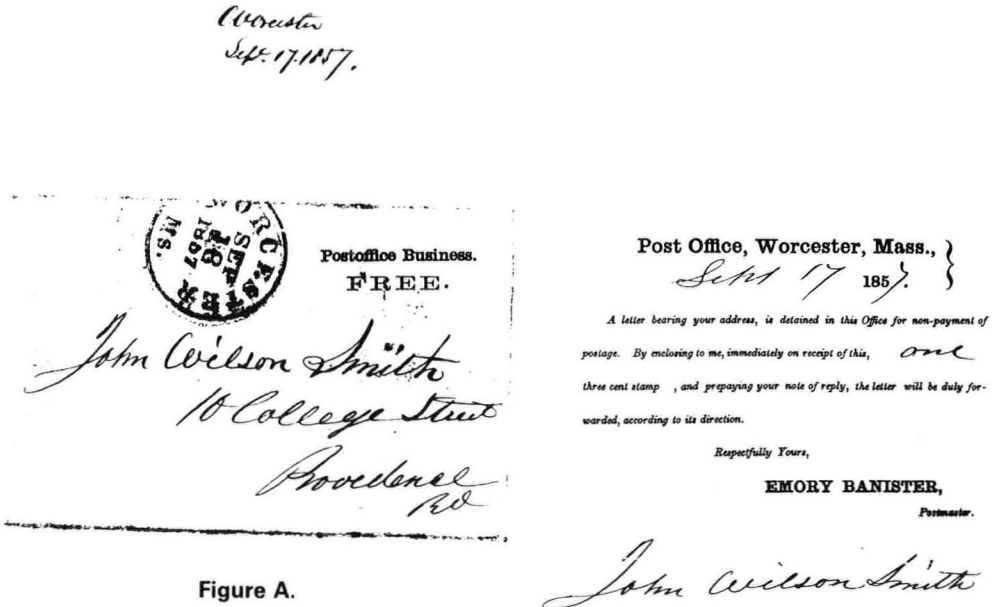 Worcester
Sept. 17. 1857.
WORCESTER
SEP
18
1857
MS.
Postoffice Business.
FREE.
John Wilson Smith
10 College Street
Providence
RI
Figure A.
Post Office, Worcester, Mass., }
Sept 17 1857.
A letter bearing your address, is detained in this Office for non-payment of
postage. By enclosing to me, immediately on receipt of this, one
three cent stamp , and prepaying your note of reply, the letter will be duly for-
warded, according to its direction.
Respectfully Yours,
EMORY BANISTER,
Postmaster.
John Wilson Smith